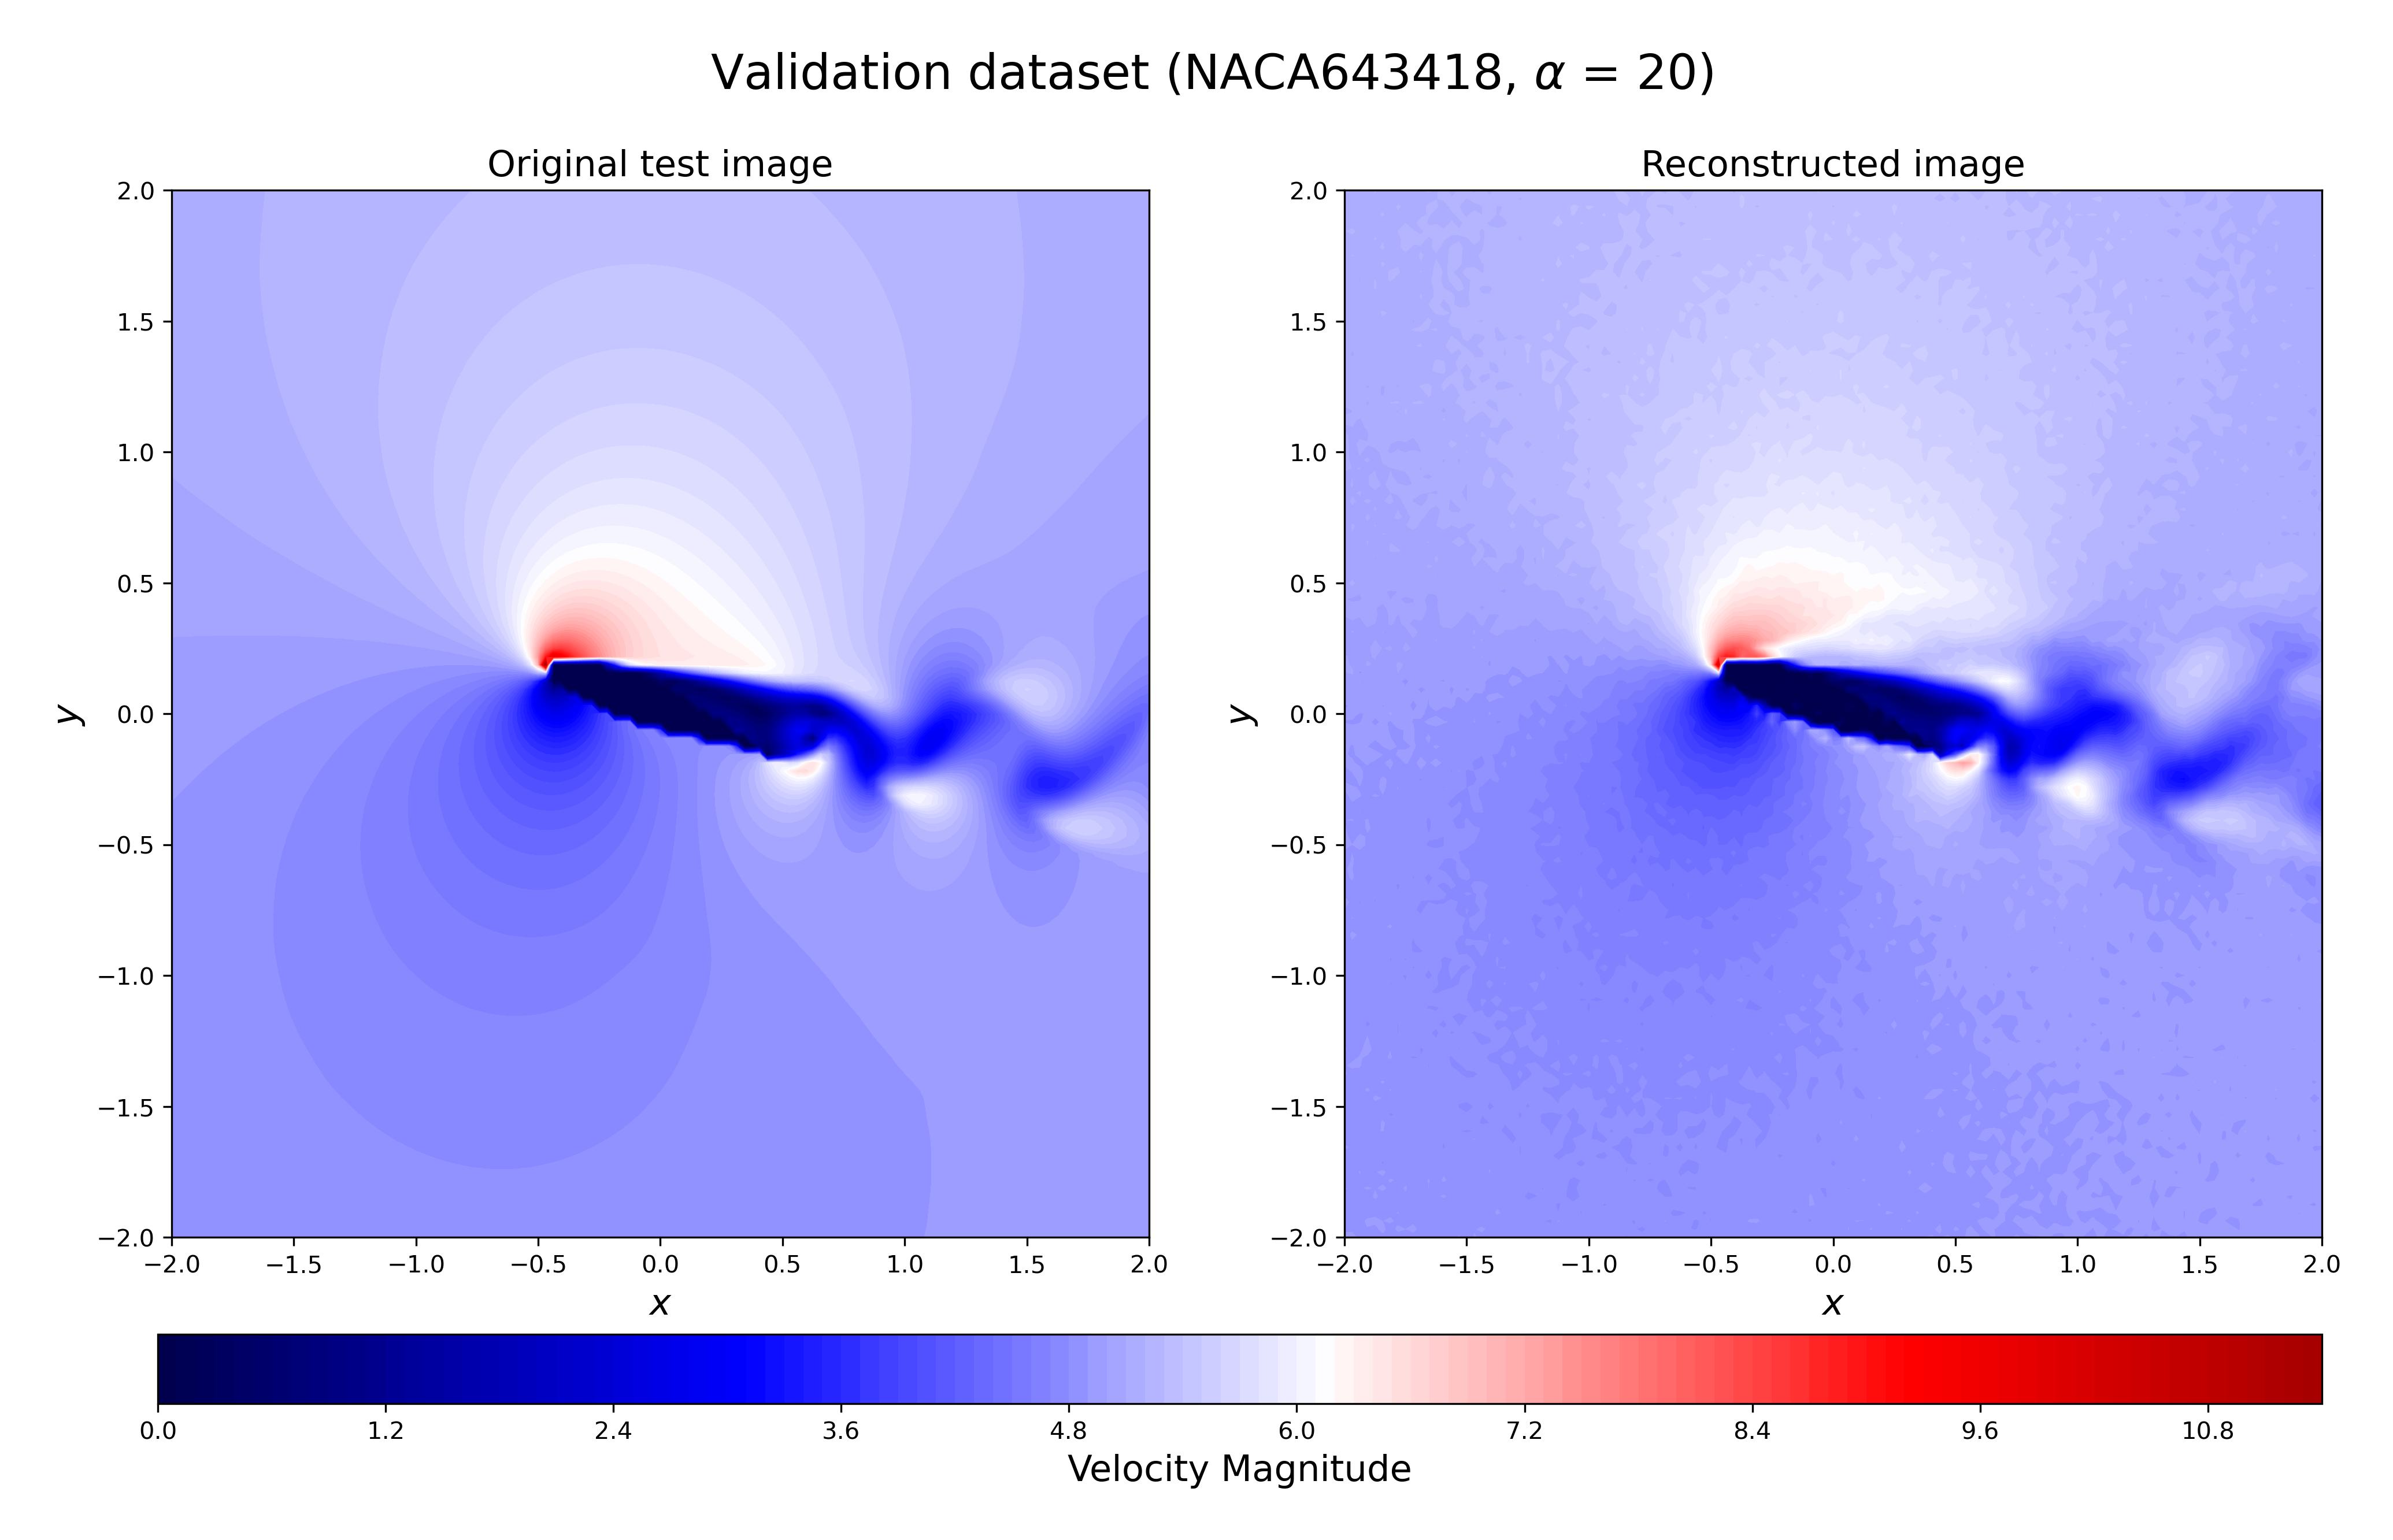 Validation dataset (NACA643418, α = 20)
Original test image
2.0
1.5
1.0
0.5
0.0
−0.5
−1.0
−1.5
−2.0
y
−2.0 −1.5 −1.0 −0.5 0.0 0.5 1.0 1.5 2.0
x
Reconstructed image
2.0
1.5
1.0
0.5
0.0
−0.5
−1.0
−1.5
−2.0
y
−2.0 −1.5 −1.0 −0.5 0.0 0.5 1.0 1.5 2.0
x
0.0 1.2 2.4 3.6 4.8 6.0 7.2 8.4 9.6 10.8
Velocity Magnitude